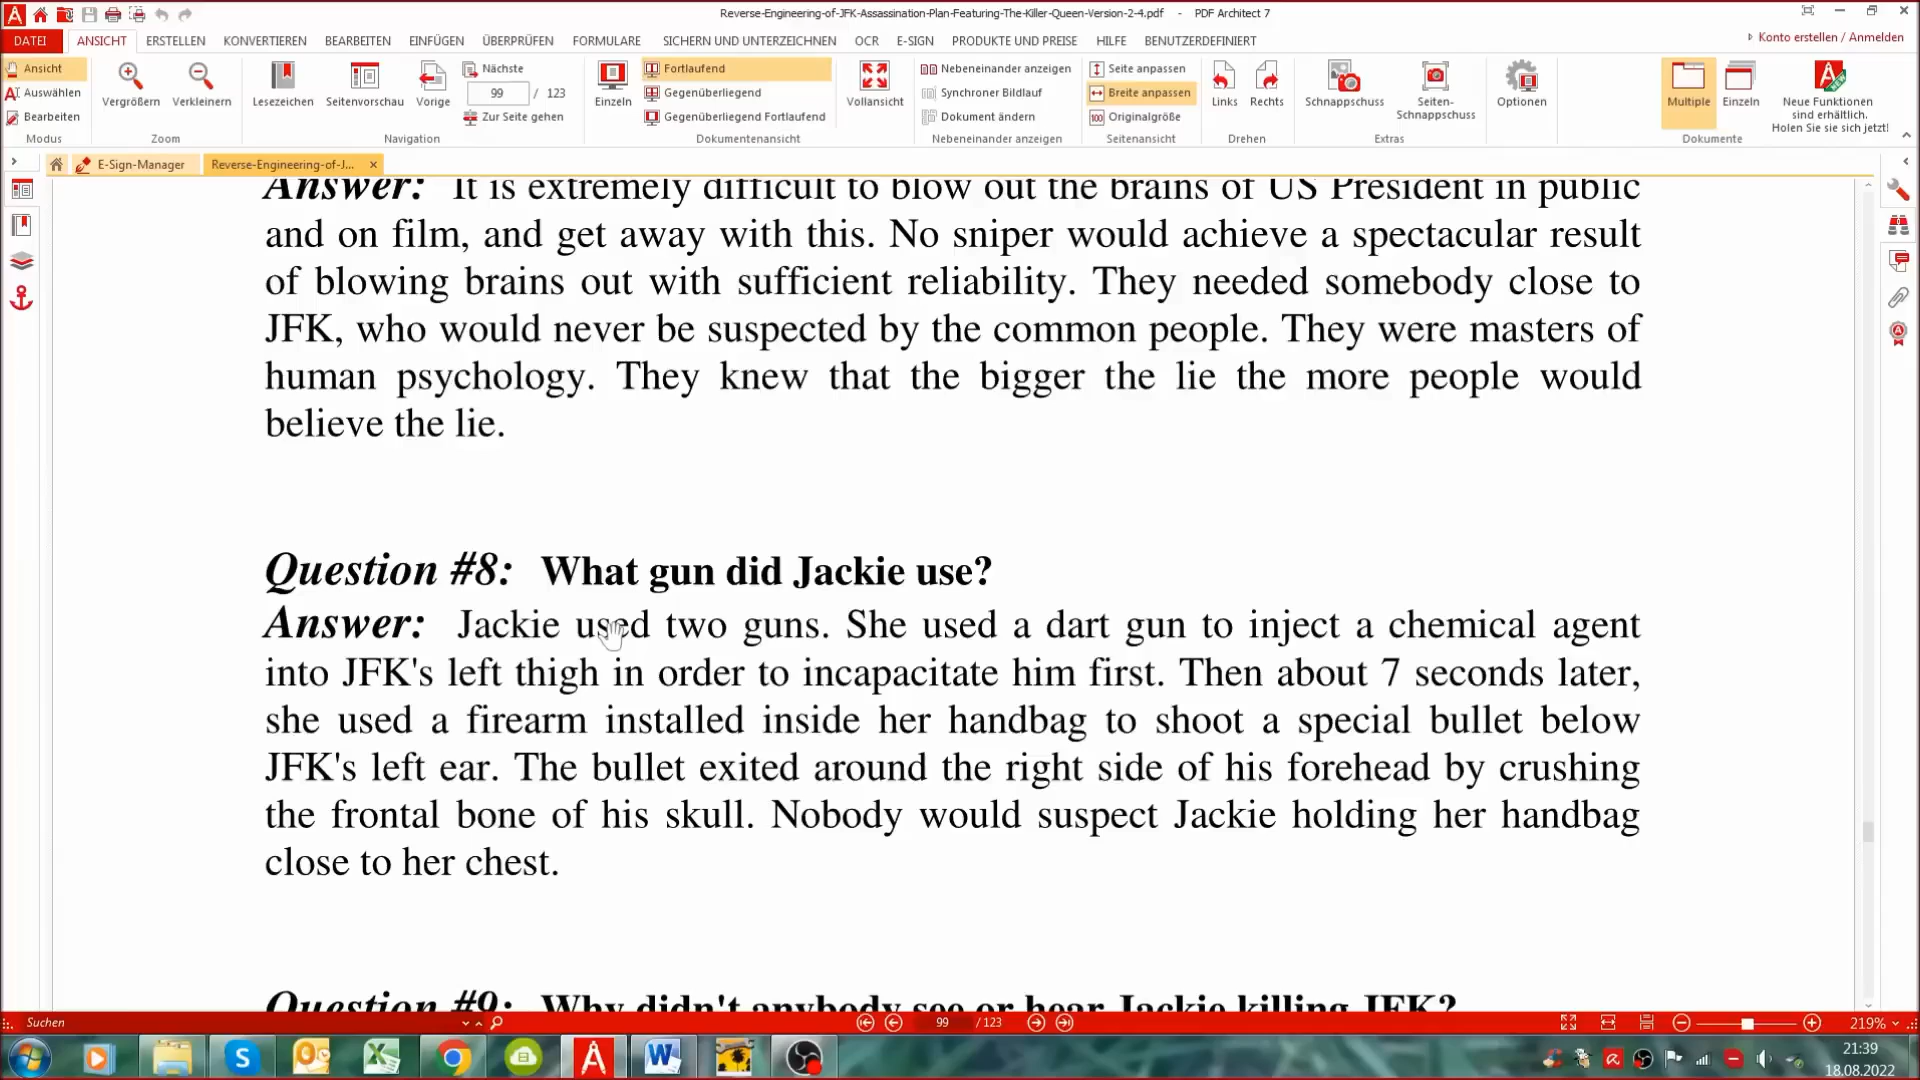 Reverse-Engineering-of-JFK-Assassination-Plan-Featuring-The-Killer-Queen-Version-2-4.pdf - PDF Architect 7
DATEI ANSICHT ERSTELLEN KONVERTIEREN BEARBEITEN EINFÜGEN ÜBERPRÜFEN FORMULARE SICHERN UND UNTERZEICHNEN OCR E-SIGN PRODUKTE UND PREISE HILFE BENUTZERDEFINIERT Konto erstellen / Anmelden
Ansicht
Auswählen
Bearbeiten
Modus
Vergrößern Verkleinern
Zoom
Lesezeichen Seitenvorschau Vorige
Nächste
99 / 123
Zur Seite gehen
Navigation
Einzeln
Fortlaufend
Gegenüberliegend
Gegenüberliegend Fortlaufend
Dokumentenansicht
Vollansicht
Nebeneinander anzeigen
Synchroner Bildlauf
Dokument ändern
Nebeneinander anzeigen
Seite anpassen
Breite anpassen
100 Originalgröße
Seitenansicht
Links Rechts
Drehen
Schnappschuss
Seiten-
Schnappschuss
Extras
Optionen
Multiple Einzeln
Dokumente
Neue Funktionen
sind erhältlich.
Holen Sie sie sich jetzt!
E-Sign-Manager
Reverse-Engineering-of-J...
Answer: It is extremely difficult to blow out the brains of US President in public
and on film, and get away with this. No sniper would achieve a spectacular result
of blowing brains out with sufficient reliability. They needed somebody close to
JFK, who would never be suspected by the common people. They were masters of
human psychology. They knew that the bigger the lie the more people would
believe the lie.
Question #8: What gun did Jackie use?
Answer: Jackie used two guns. She used a dart gun to inject a chemical agent
into JFK's left thigh in order to incapacitate him first. Then about 7 seconds later,
she used a firearm installed inside her handbag to shoot a special bullet below
JFK's left ear. The bullet exited around the right side of his forehead by crushing
the frontal bone of his skull. Nobody would suspect Jackie holding her handbag
close to her chest.
Question #9: Why didn't anybody see or hear Jackie killing JFK?
Suchen
99 / 123
219%
21:39
18.08.2022